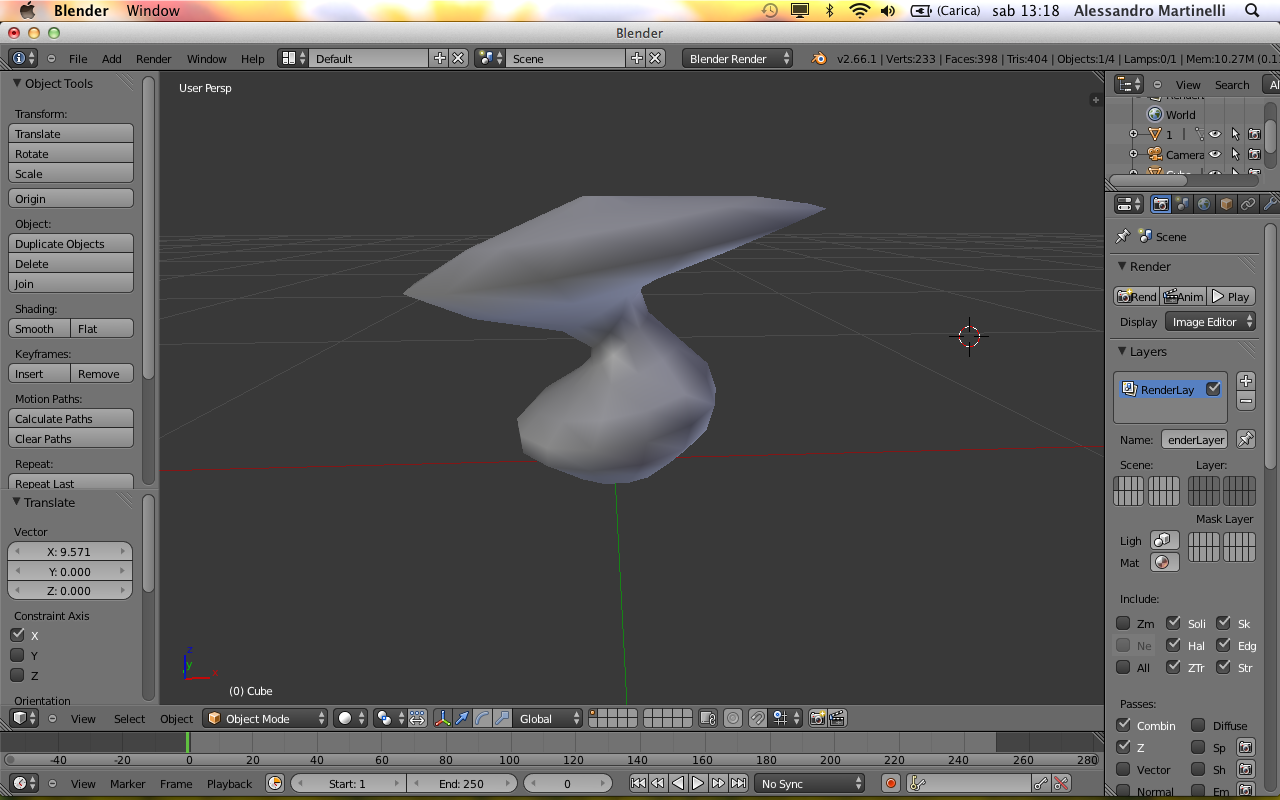 Blender Window (Carica) sab 13:18 Alessandro Martinelli
Blender
File Add Render Window Help Default Scene Blender Render v2.66.1 | Verts:233 | Faces:398 | Tris:404 | Objects:1/4 | Lamps:0/1 | Mem:10.27M (0.1
Object Tools
Transform:
Translate
Rotate
Scale
Origin
Object:
Duplicate Objects
Delete
Join
Shading:
Smooth Flat
Keyframes:
Insert Remove
Motion Paths:
Calculate Paths
Clear Paths
Repeat:
Repeat Last
Translate
Vector
X: 9.571
Y: 0.000
Z: 0.000
Constraint Axis
X
Y
Z
Orientation
User Persp
z
y
x
(0) Cube
View Select Object Object Mode Global
View Search Al
World
1
Camera
Cube
Scene
Render
Rend Anim Play
Display Image Editor
Layers
RenderLay
Name: enderLayer
Scene: Layer:
Mask Layer
Ligh
Mat
Include:
Zm Soli Sk
Ne Hal Edg
All ZTr Str
Passes:
Combin Diffuse
Z Sp
Vector Sh
Normal Em
-40 -20 0 20 40 60 80 100 120 140 160 180 200 220 240 260 280
View Marker Frame Playback Start: 1 End: 250 0 No Sync